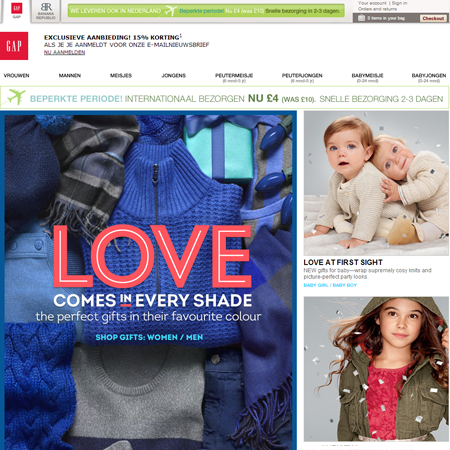 GAP
GAP
BR
BANANA REPUBLIC
WE LEVEREN OOK IN NEDERLAND
BEPERKTE PERIODE! NU £4 (WAS £10). SNELLE BEZORGING 2-3 DAGEN.
Your account | Sign in
Orders and returns
0 items in your bag
Checkout
GAP
EXCLUSIEVE AANBIEDING! 15% KORTING
ALS JE JE AANMELDT VOOR ONZE E-MAILNIEUWSBRIEF
NU AANMELDEN
VROUWEN
MANNEN
MEISJES
JONGENS
PEUTERMEISJE
(6 mnd-5 jr)
PEUTERJONGEN
(6 mnd-5 jr)
BABYMEISJE
(0-24 mnd)
BABYJONGEN
(0-24 mnd)
BEPERKTE PERIODE! INTERNATIONAAL BEZORGEN NU £4 (WAS £10). SNELLE BEZORGING 2-3 DAGEN
LOVE
COMES IN EVERY SHADE
the perfect gifts in their favourite colour
SHOP GIFTS: WOMEN / MEN
LOVE AT FIRST SIGHT
NEW gifts for baby—wrap supremely cosy knits and
picture-perfect party looks.
BABY GIRL / BABY BOY